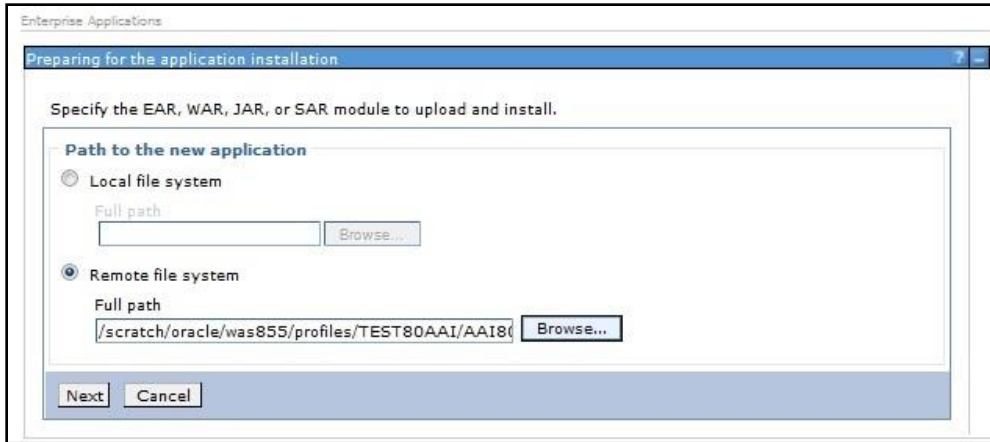 Enterprise Applications
Preparing for the application installation ? –
Specify the EAR, WAR, JAR, or SAR module to upload and install.
Path to the new application
Local file system
Full path
Browse...
Remote file system
Full path
/scratch/oracle/was855/profiles/TEST80AAI/AAI80 Browse...
Next Cancel